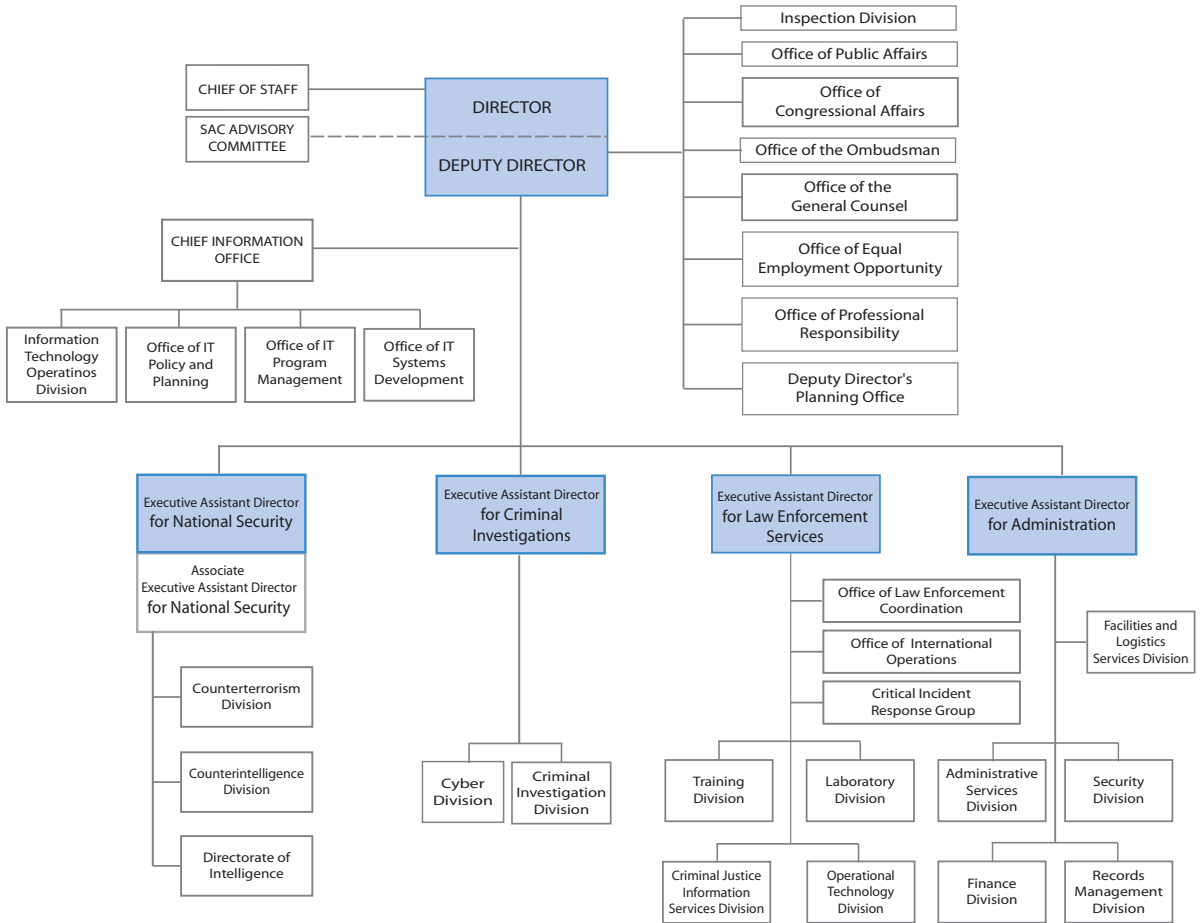 CHIEF OF STAFF
SAC ADVISORY
COMMITTEE
DIRECTOR
DEPUTY DIRECTOR
Inspection Division
Office of Public Affairs
Office of
Congressional Affairs
Office of the Ombudsman
Office of the
General Counsel
Office of Equal
Employment Opportunity
Office of Professional
Responsibility
Deputy Director's
Planning Office
CHIEF INFORMATION
OFFICE
Information
Technology
Operatinos
Division
Office of IT
Policy and
Planning
Office of IT
Program
Management
Office of IT
Systems
Development
Executive Assistant Director
for National Security
Associate
Executive Assistant Director
for National Security
Counterterrorism
Division
Counterintelligence
Division
Directorate of
Intelligence
Executive Assistant Director
for Criminal
Investigations
Cyber
Division
Criminal
Investigation
Division
Executive Assistant Director
for Law Enforcement
Services
Office of Law Enforcement
Coordination
Office of International
Operations
Critical Incident
Response Group
Training
Division
Laboratory
Division
Criminal Justice
Information
Services Division
Operational
Technology
Division
Executive Assistant Director
for Administration
Facilities and
Logistics
Services Division
Administrative
Services
Division
Security
Division
Finance
Division
Records
Management
Division